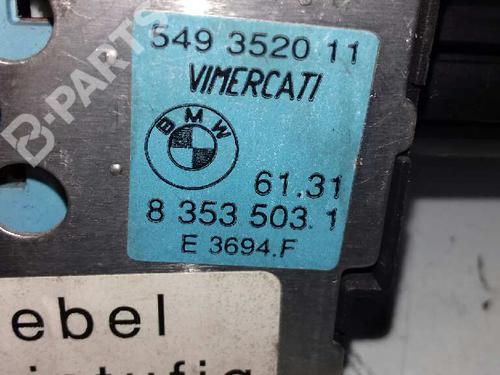 549 3520 11
VIMERCATI
BMW
61.31
8 353 503.1
E 3694.F
ebel
B-PARTS